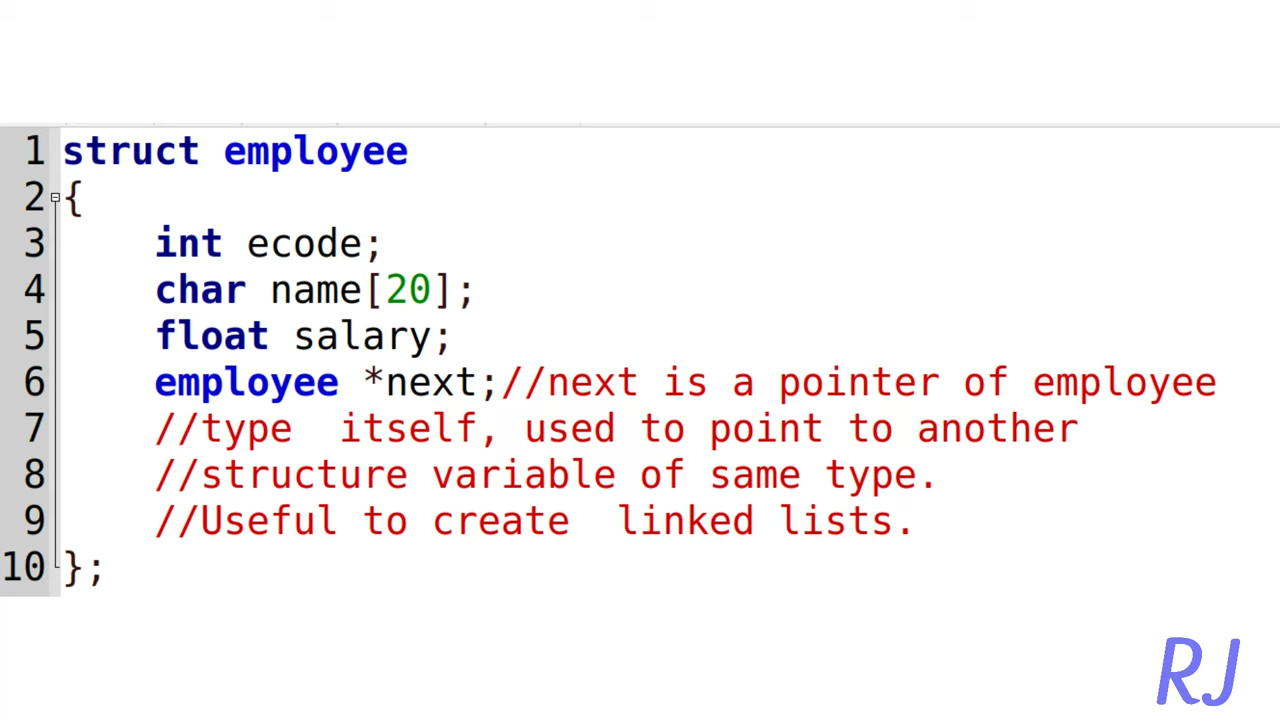 1 struct employee
2 {
3 int ecode;
4 char name[20];
5 float salary;
6 employee *next;//next is a pointer of employee
7 //type  itself, used to point to another
8 //structure variable of same type.
9 //Useful to create  linked lists.
10 };
RJ